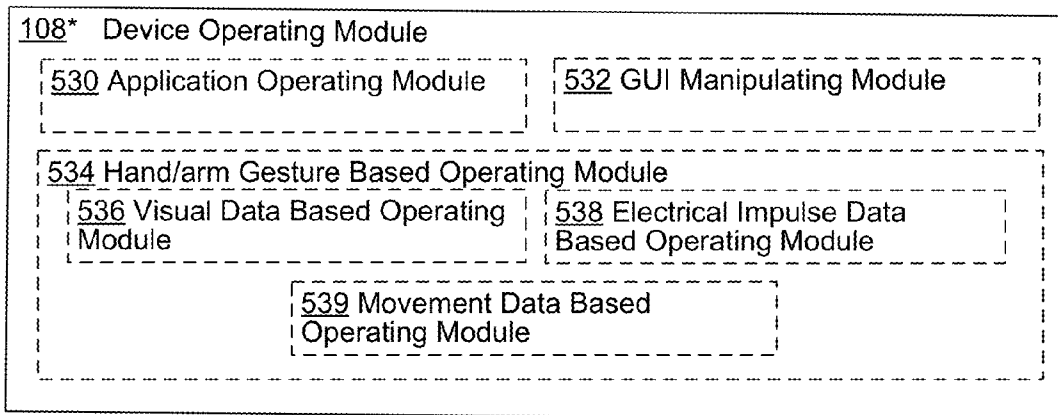 108* Device Operating Module
530 Application Operating Module
532 GUI Manipulating Module
534 Hand/arm Gesture Based Operating Module
536 Visual Data Based Operating
Module
538 Electrical Impulse Data
Based Operating Module
539 Movement Data Based
Operating Module